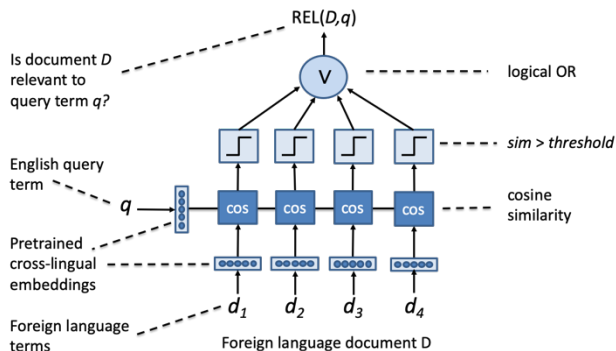 REL(D,q)
Is document D
relevant to
query term q?
V
logical OR
sim > threshold
English query
term
q
cos cos cos cos
cosine
similarity
Pretrained
cross-lingual
embeddings
d1 d2 d3 d4
Foreign language
terms
Foreign language document D